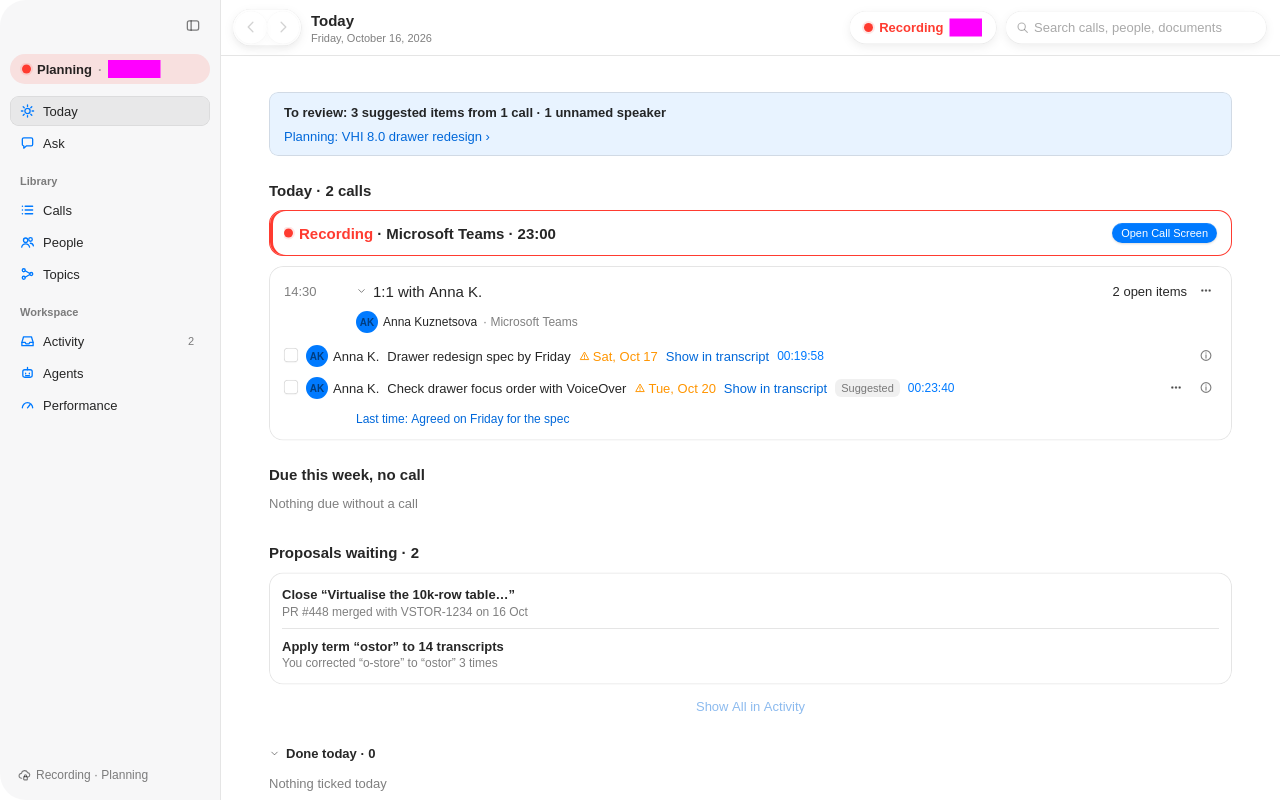 Planning ·
Today
Ask
Library
Calls
People
Topics
Workspace
Activity 2
Agents
Performance
Recording · Planning
Today
Friday, October 16, 2026
Recording
Search calls, people, documents
To review: 3 suggested items from 1 call · 1 unnamed speaker
Planning: VHI 8.0 drawer redesign ›
Today · 2 calls
Recording · Microsoft Teams · 23:00
Open Call Screen
14:30 1:1 with Anna K. 2 open items
AK Anna Kuznetsova · Microsoft Teams
AK Anna K. Drawer redesign spec by Friday Sat, Oct 17 Show in transcript 00:19:58
AK Anna K. Check drawer focus order with VoiceOver Tue, Oct 20 Show in transcript Suggested 00:23:40
Last time: Agreed on Friday for the spec
Due this week, no call
Nothing due without a call
Proposals waiting · 2
Close “Virtualise the 10k-row table…”
PR #448 merged with VSTOR-1234 on 16 Oct
Apply term “ostor” to 14 transcripts
You corrected “o-store” to “ostor” 3 times
Show All in Activity
Done today · 0
Nothing ticked today